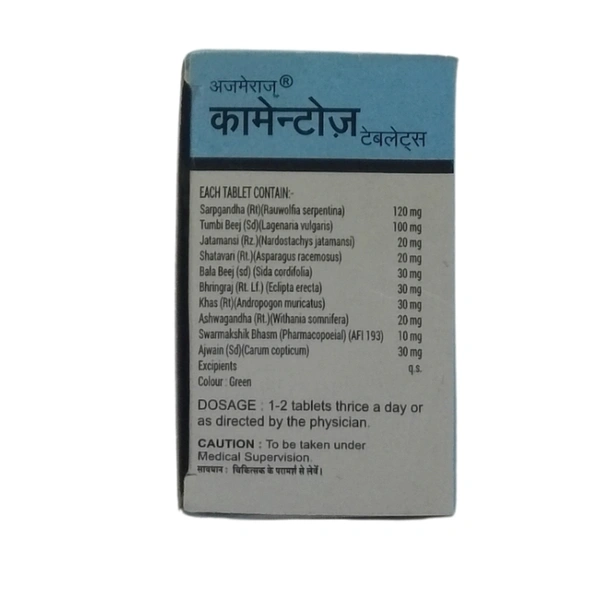 अजमेराज़®
कामेन्टोज़ टेबलेट्स
EACH TABLET CONTAIN:-
Sarpgandha (Rt)(Rauwolfia serpentina) 120 mg
Tumbi Beej (Sd)(Lagenaria vulgaris) 100 mg
Jatamansi (Rz.)(Nardostachys jatamansi) 20 mg
Shatavari (Rt.)(Asparagus racemosus) 20 mg
Bala Beej (sd) (Sida cordifolia) 30 mg
Bhringraj (Rt. Lf.) (Eclipta erecta) 30 mg
Khas (Rt)(Andropogon muricatus) 30 mg
Ashwagandha (Rt.)(Withania somnifera) 20 mg
Swarmakshik Bhasm (Pharmacopoeial) (AFI 193) 10 mg
Ajwain (Sd)(Carum copticum) 30 mg
Excipients q.s.
Colour : Green
DOSAGE : 1-2 tablets thrice a day or
as directed by the physician.
CAUTION : To be taken under
Medical Supervision.
सावधान : चिकित्सक के परामर्श से लेवें।